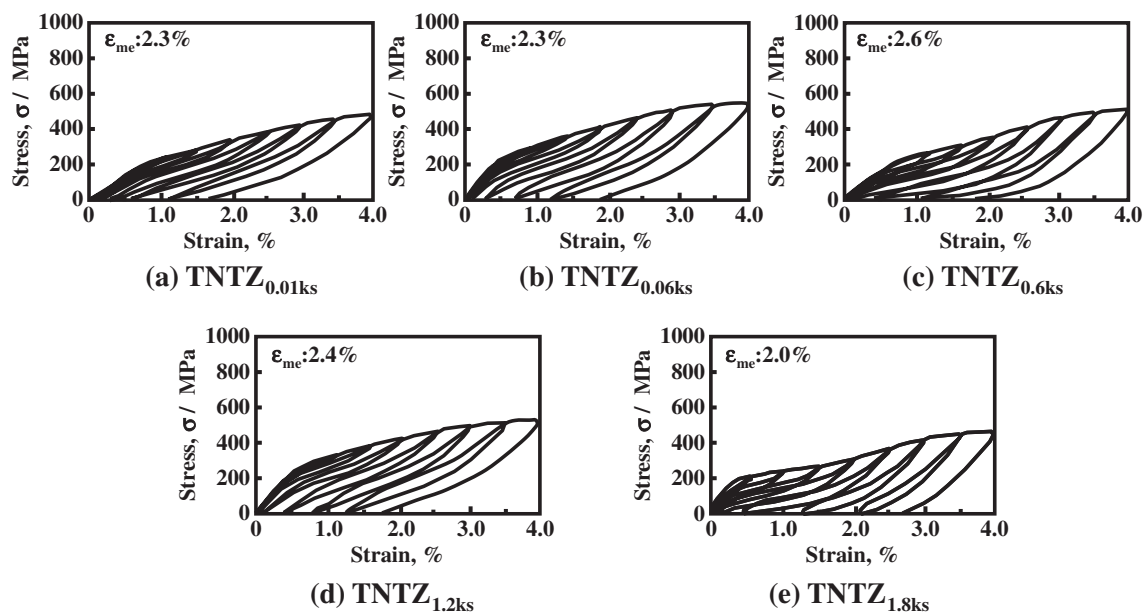 1000
800
600
400
200
0
Stress, σ / MPa
ε_me:2.3%
0 1.0 2.0 3.0 4.0
Strain, %
(a) TNTZ_0.01ks
1000
800
600
400
200
0
Stress, σ / MPa
ε_me:2.3%
0 1.0 2.0 3.0 4.0
Strain, %
(b) TNTZ_0.06ks
1000
800
600
400
200
0
Stress, σ / MPa
ε_me:2.6%
0 1.0 2.0 3.0 4.0
Strain, %
(c) TNTZ_0.6ks
1000
800
600
400
200
0
Stress, σ / MPa
ε_me:2.4%
0 1.0 2.0 3.0 4.0
Strain, %
(d) TNTZ_1.2ks
1000
800
600
400
200
0
Stress, σ / MPa
ε_me:2.0%
0 1.0 2.0 3.0 4.0
Strain, %
(e) TNTZ_1.8ks